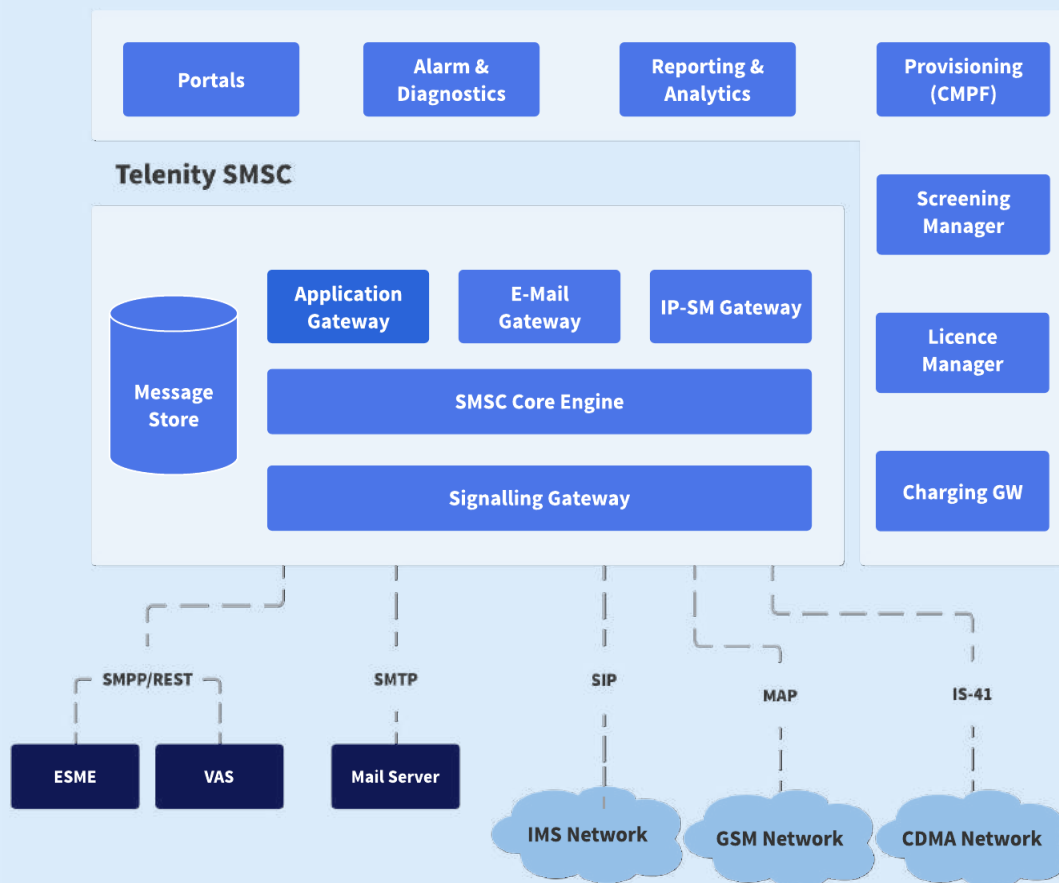 Portals
Alarm &
Diagnostics
Reporting &
Analytics
Provisioning
(CMPF)
Telenity SMSC
Screening
Manager
Application
Gateway
E-Mail
Gateway
IP-SM Gateway
Licence
Manager
Message
Store
SMSC Core Engine
Signalling Gateway
Charging GW
SMPP/REST
SMTP
SIP
MAP
IS-41
ESME
VAS
Mail Server
IMS Network
GSM Network
CDMA Network